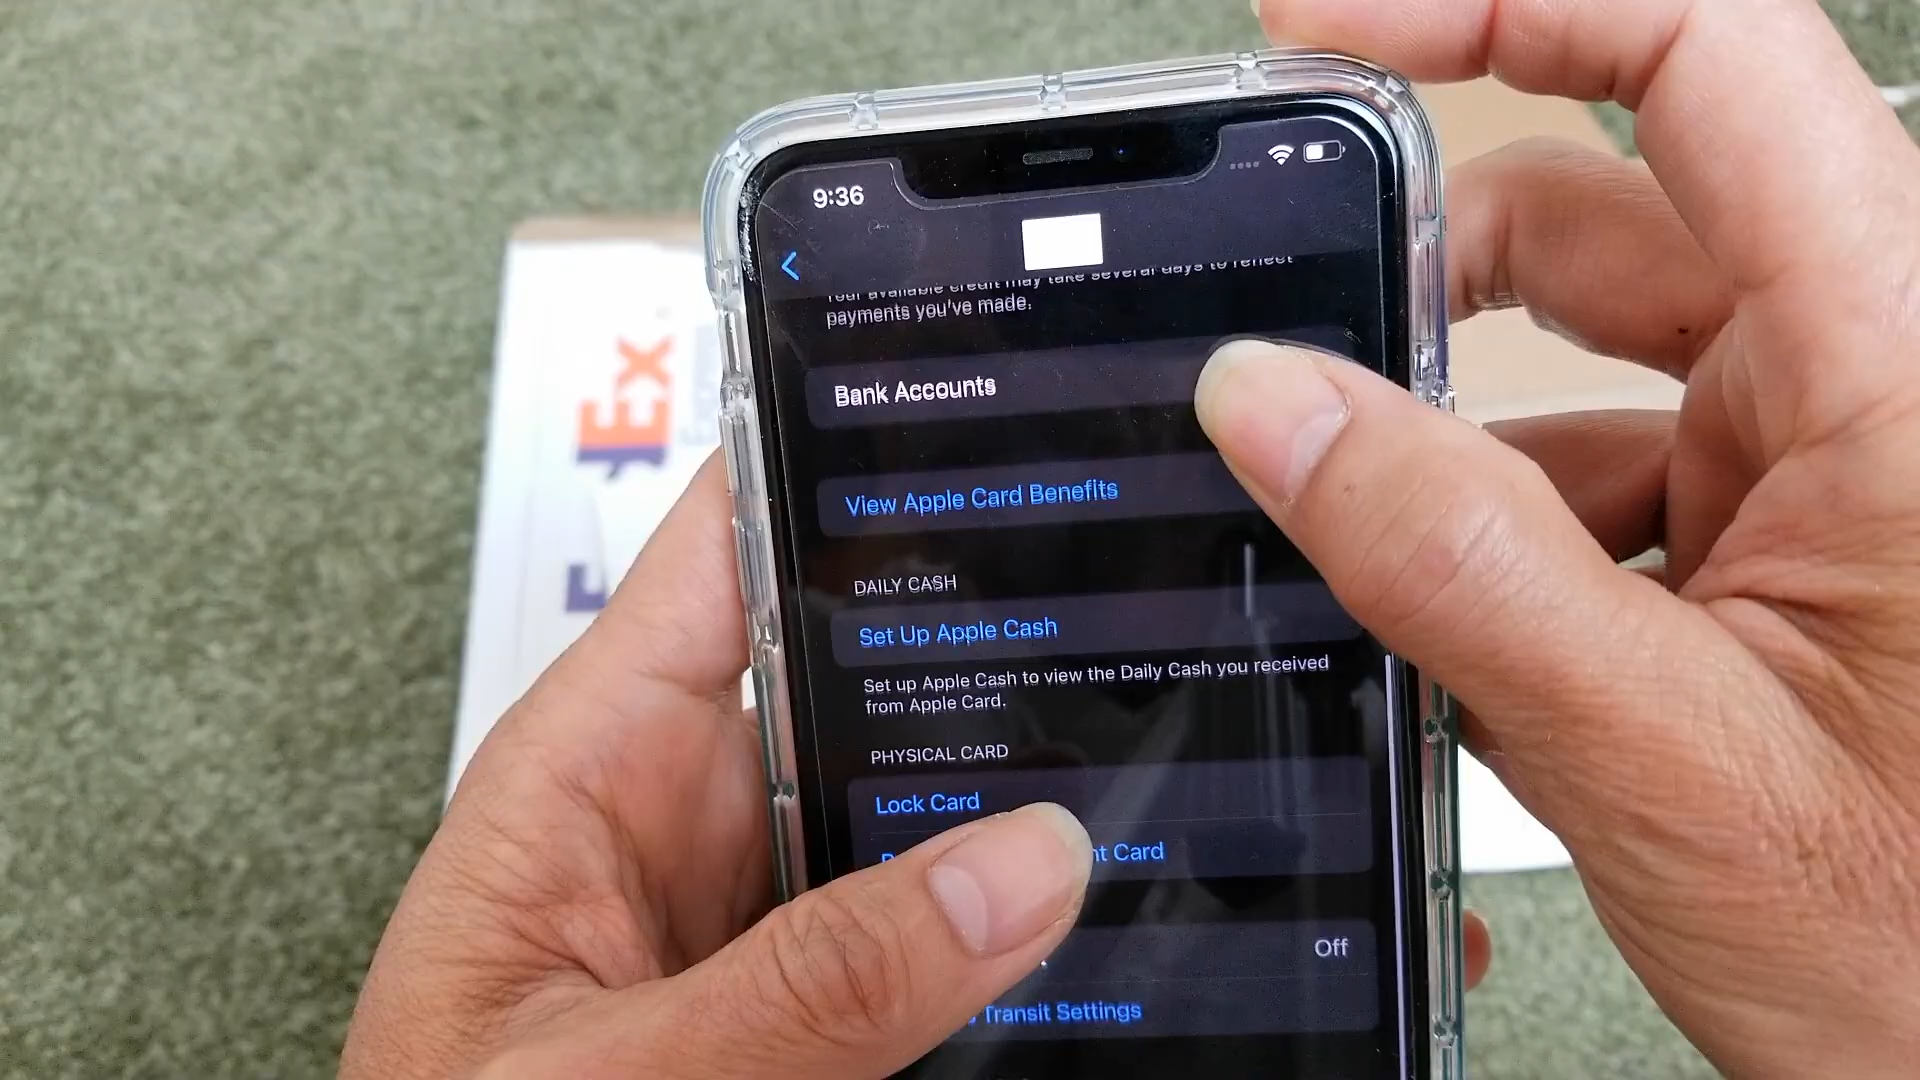 9:36
Your available credit may take several days to reflect
payments you've made.
Bank Accounts
View Apple Card Benefits
DAILY CASH
Set Up Apple Cash
Set up Apple Cash to view the Daily Cash you received
from Apple Card.
PHYSICAL CARD
Lock Card
Card
Off
Transit Settings
Ex